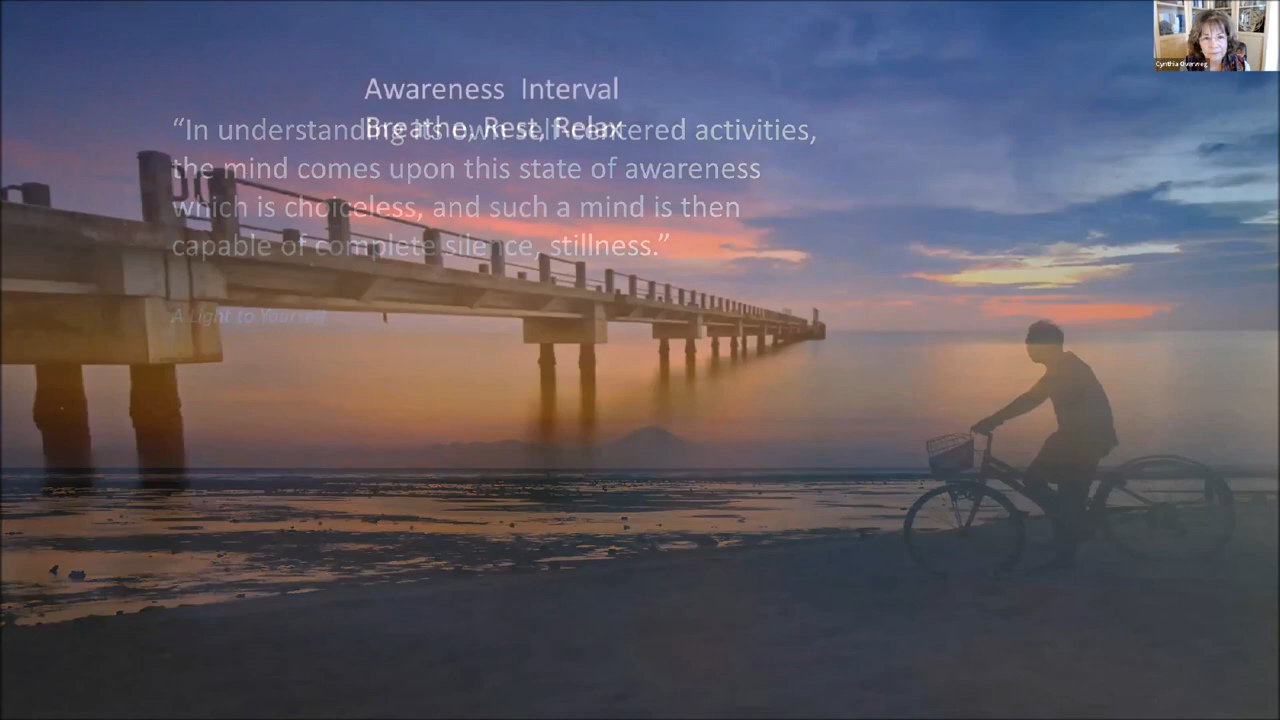 Awareness Interval
Breathe, Rest, Relax
“In understanding its own self-centered activities,
the mind comes upon this state of awareness
which is choiceless, and such a mind is then
capable of complete silence, stillness.”
A Light to Yourself
Cynthia Overweg